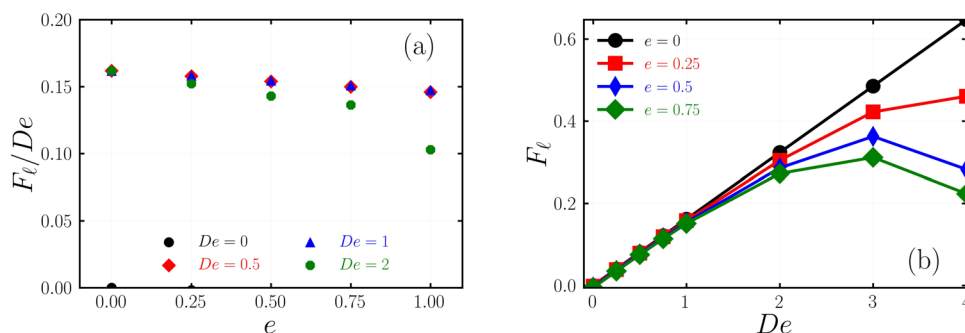 0.20
0.15
0.10
0.05
0.00
F_ℓ/De
(a)
De = 0
De = 0.5
De = 1
De = 2
0.00 0.25 0.50 0.75 1.00
e
0.6
0.4
0.2
0.0
F_ℓ
e = 0
e = 0.25
e = 0.5
e = 0.75
(b)
0 1 2 3 4
De